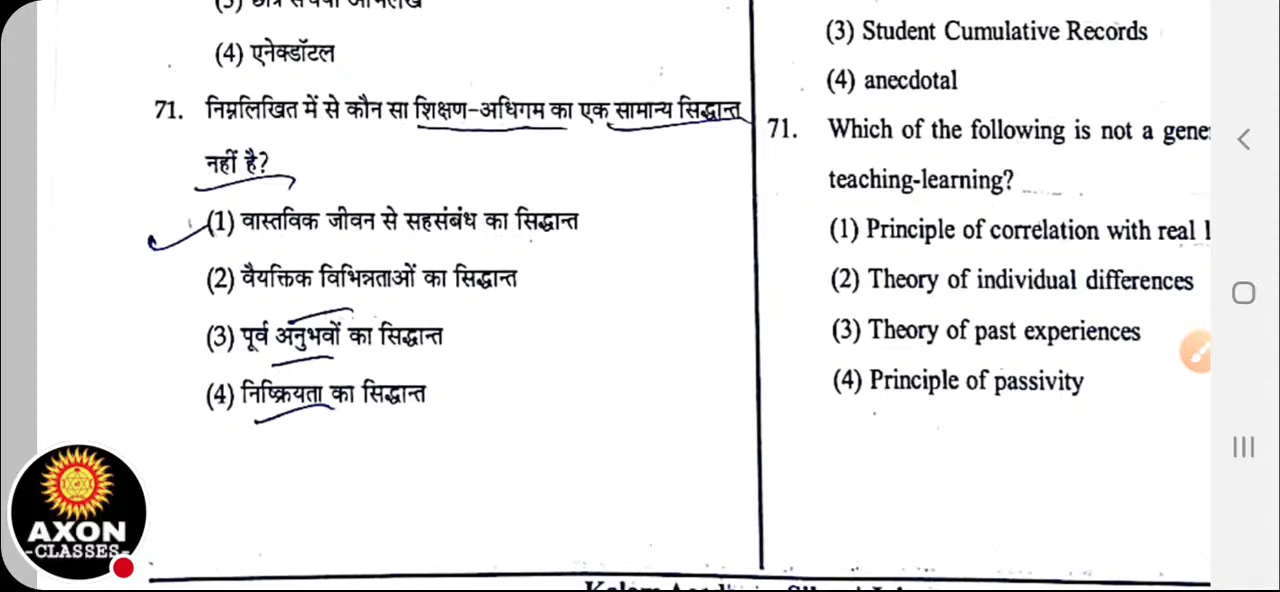 (4) एनेक्डॉटल
71. निम्नलिखित में से कौन सा शिक्षण-अधिगम का एक सामान्य सिद्धान्त
नहीं है?
(1) वास्तविक जीवन से सहसंबंध का सिद्धान्त
(2) वैयक्तिक विभिन्नताओं का सिद्धान्त
(3) पूर्व अनुभवों का सिद्धान्त
(4) निष्क्रियता का सिद्धान्त
(3) Student Cumulative Records
(4) anecdotal
71. Which of the following is not a gene
teaching-learning?
(1) Principle of correlation with real l
(2) Theory of individual differences
(3) Theory of past experiences
(4) Principle of passivity
AXON
-CLASSES-